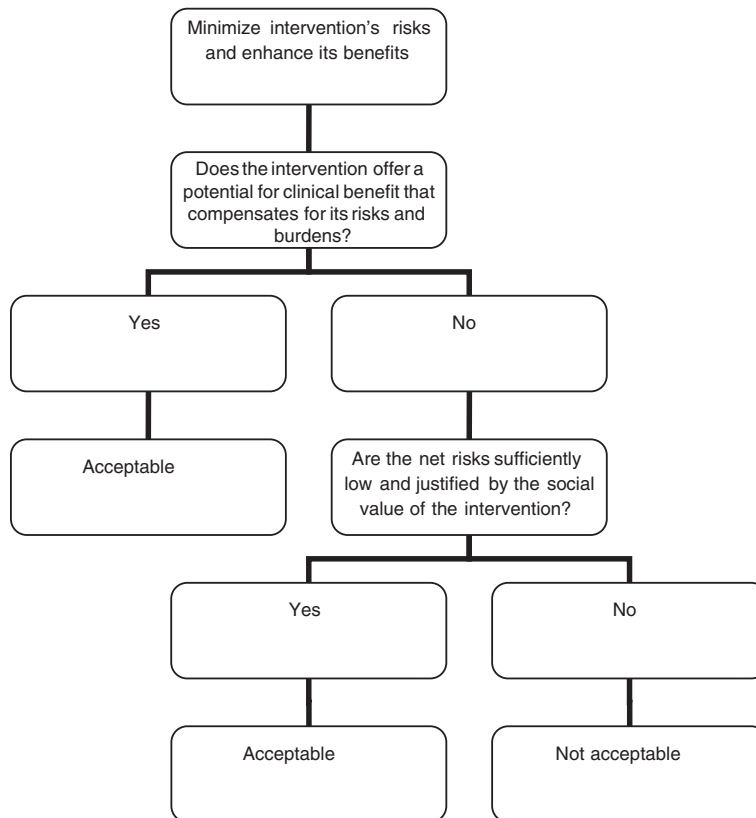 Minimize intervention's risks
and enhance its benefits
Does the intervention offer a
potential for clinical benefit that
compensates for its risks and
burdens?
Yes
No
Acceptable
Are the net risks sufficiently
low and justified by the social
value of the intervention?
Yes
No
Acceptable
Not acceptable